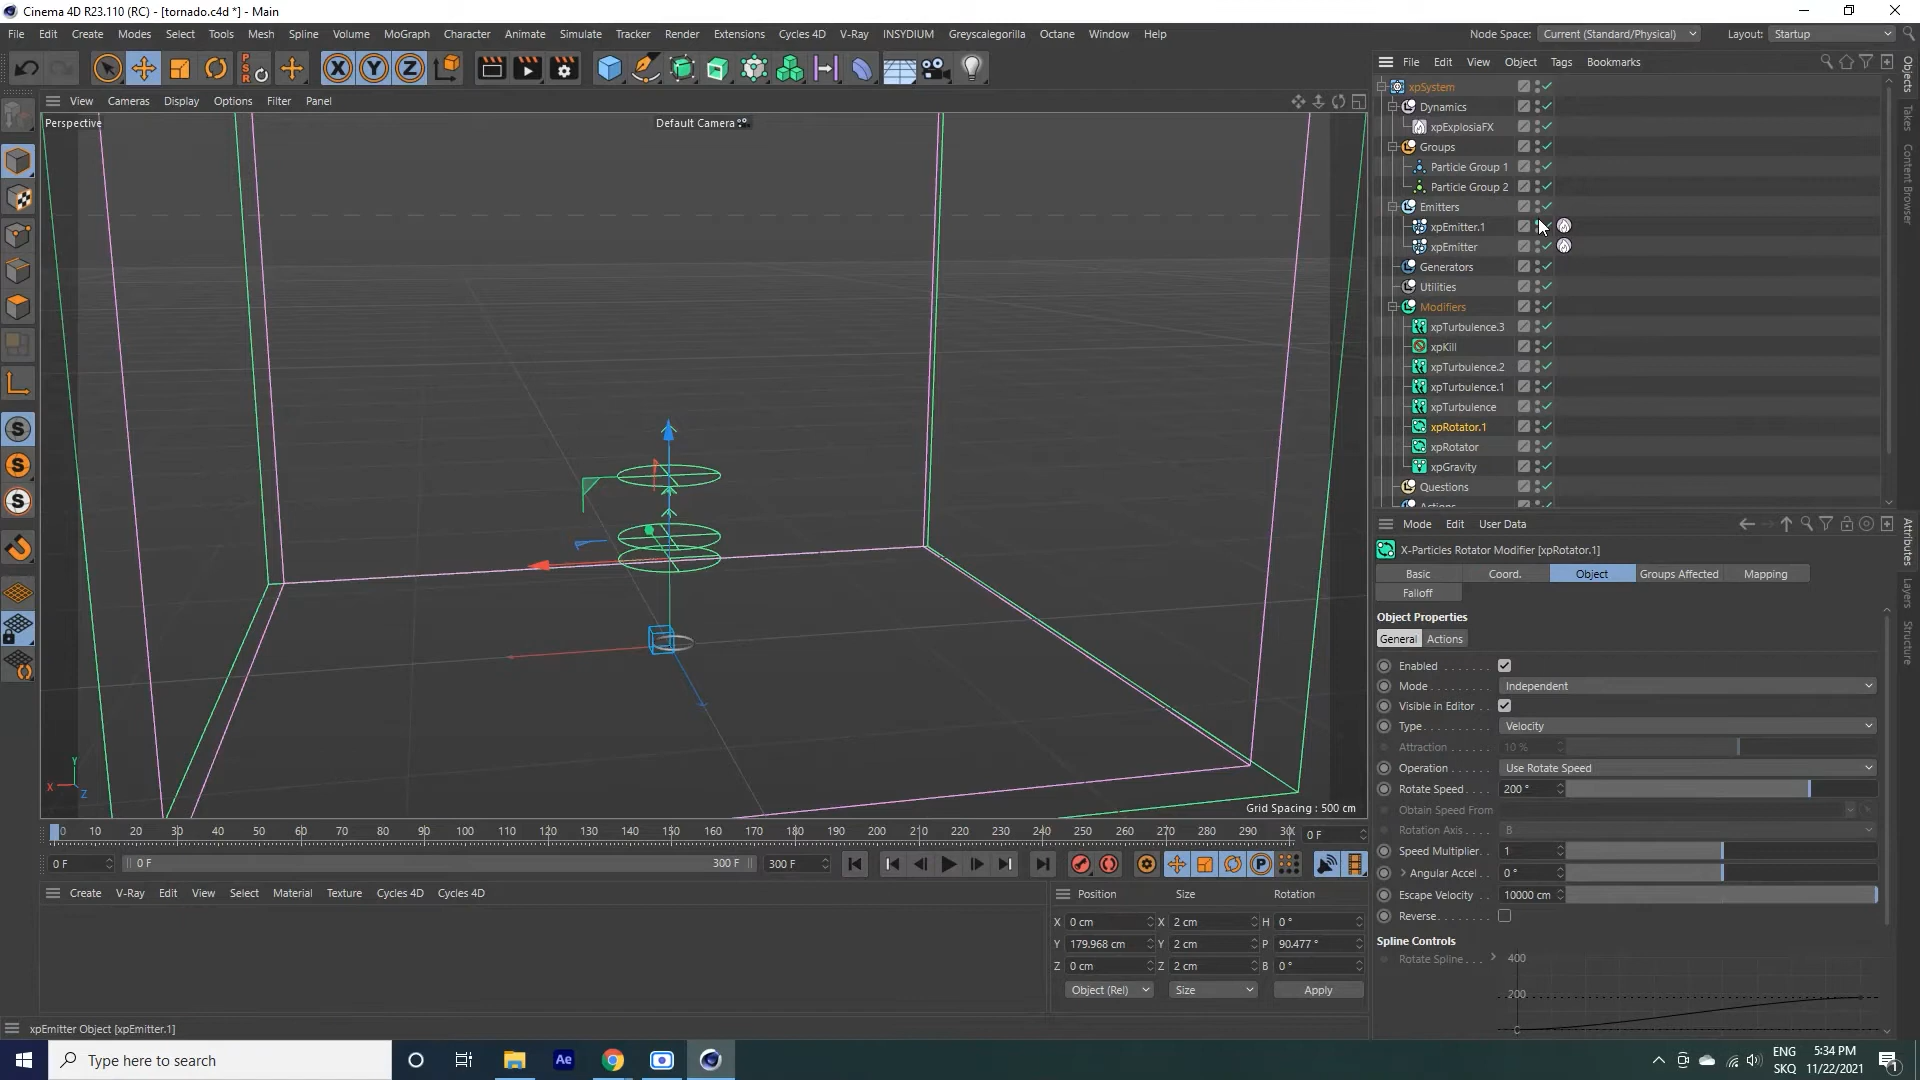 Cinema 4D R23.110 (RC) - [tornado.c4d *] - Main
File Edit Create Modes Select Tools Mesh Spline Volume MoGraph Character Animate Simulate Tracker Render Extensions Cycles 4D V-Ray INSYDIUM Greyscalegorilla Octane Window Help Node Space: Current (Standard/Physical) Layout: Startup
PSR
X Y Z
File Edit View Object Tags Bookmarks
View Cameras Display Options Filter Panel
Perspective
Default Camera
xpSystem
Dynamics
xpExplosiaFX
Groups
Particle Group 1
Particle Group 2
Emitters
xpEmitter.1
xpEmitter
Generators
Utilities
Modifiers
xpTurbulence.3
xpKill
xpTurbulence.2
xpTurbulence.1
xpTurbulence
xpRotator.1
xpRotator
xpGravity
Questions
Actions
Objects
Takes
Content Browser
Mode Edit User Data
X-Particles Rotator Modifier [xpRotator.1]
Basic Coord. Object Groups Affected Mapping
Falloff
Object Properties
General Actions
Enabled
Mode Independent
Visible in Editor
Type Velocity
Attraction 10 %
Operation Use Rotate Speed
Rotate Speed 200 °
Obtain Speed From
Rotation Axis B
Speed Multiplier 1
Angular Accel 0 °
Escape Velocity 10000 cm
Reverse
Spline Controls
Rotate Spline 400
200
0
Attributes
Layers
Structure
Y
X
Z
Grid Spacing : 500 cm
0 10 20 30 40 50 60 70 80 90 100 110 120 130 140 150 160 170 180 190 200 210 220 230 240 250 260 270 280 290 300 0 F
0 F 0 F 300 F 300 F
Create V-Ray Edit View Select Material Texture Cycles 4D Cycles 4D
Position Size Rotation
X 0 cm X 2 cm H 0 °
Y 179.968 cm Y 2 cm P 90.477 °
Z 0 cm Z 2 cm B 0 °
Object (Rel) Size Apply
xpEmitter Object [xpEmitter.1]
Type here to search
Ae
ENG
SKQ
5:34 PM
11/22/2021
1